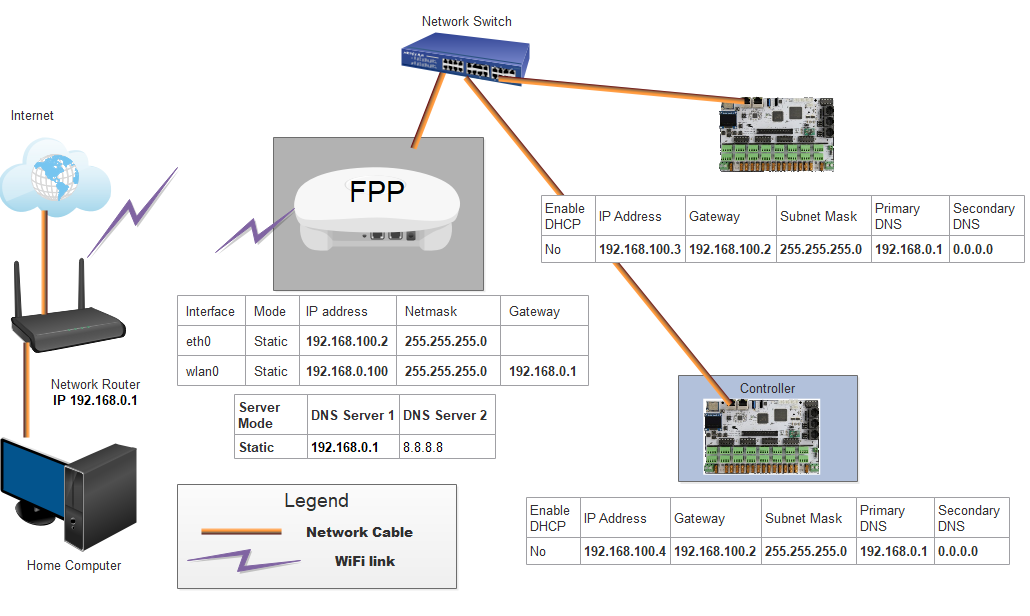 Network Switch
Internet
FPP
Enable DHCP IP Address Gateway Subnet Mask Primary DNS Secondary DNS
No 192.168.100.3 192.168.100.2 255.255.255.0 192.168.0.1 0.0.0.0
Interface Mode IP address Netmask Gateway
eth0 Static 192.168.100.2 255.255.255.0
wlan0 Static 192.168.0.100 255.255.255.0 192.168.0.1
Network Router
IP 192.168.0.1
Controller
Server Mode DNS Server 1 DNS Server 2
Static 192.168.0.1 8.8.8.8
Legend
Network Cable
WiFi link
Home Computer
Enable DHCP IP Address Gateway Subnet Mask Primary DNS Secondary DNS
No 192.168.100.4 192.168.100.2 255.255.255.0 192.168.0.1 0.0.0.0